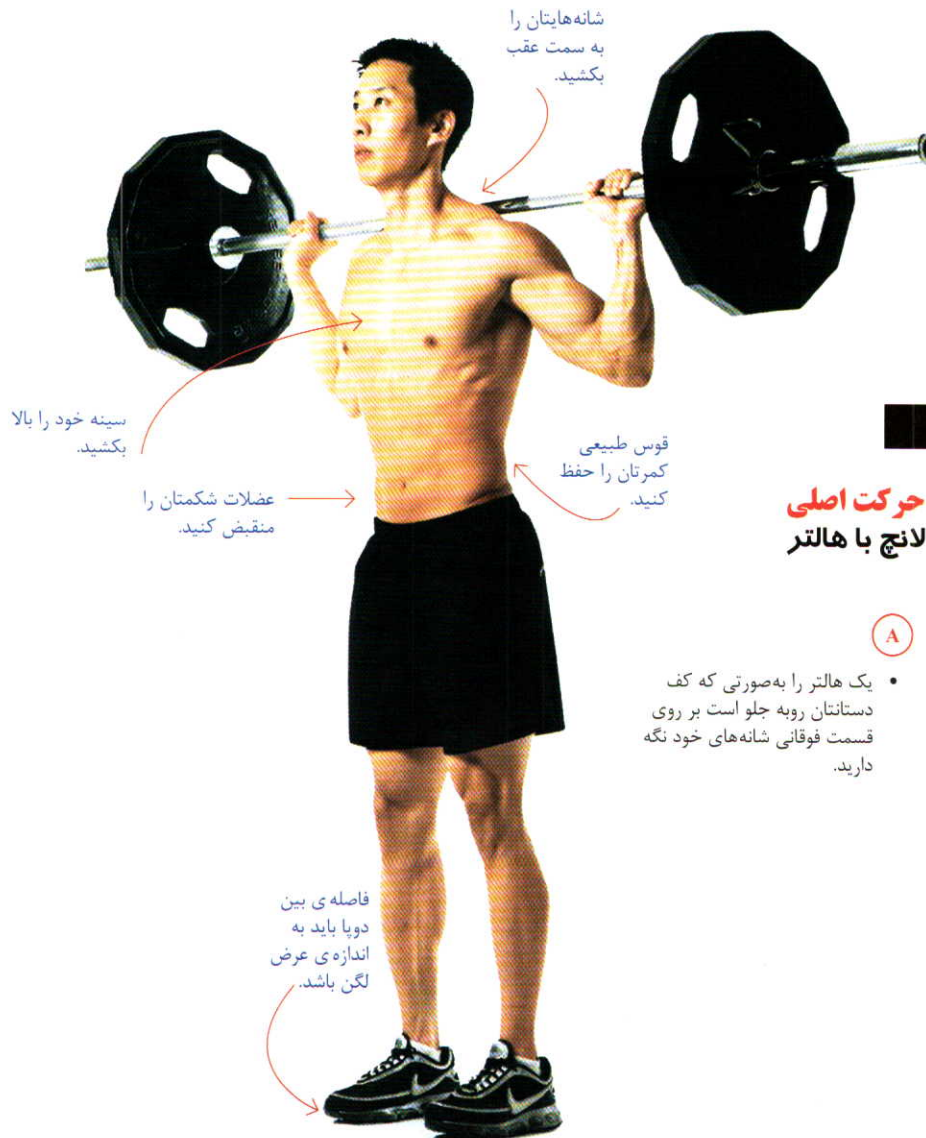 شانه‌هایتان را
به سمت عقب
بکشید.
سینه خود را بالا
بکشید.
قوس طبیعی
کمرتان را حفظ
کنید.
عضلات شکمتان را
منقبض کنید.
حرکت اصلی
لانچ با هالتر
A
• یک هالتر را به‌صورتی که کف
دستانتان روبه جلو است بر روی
قسمت فوقانی شانه‌های خود نگه
دارید.
فاصله ی بین
دوپا باید به
اندازه ی عرض
لگن باشد.